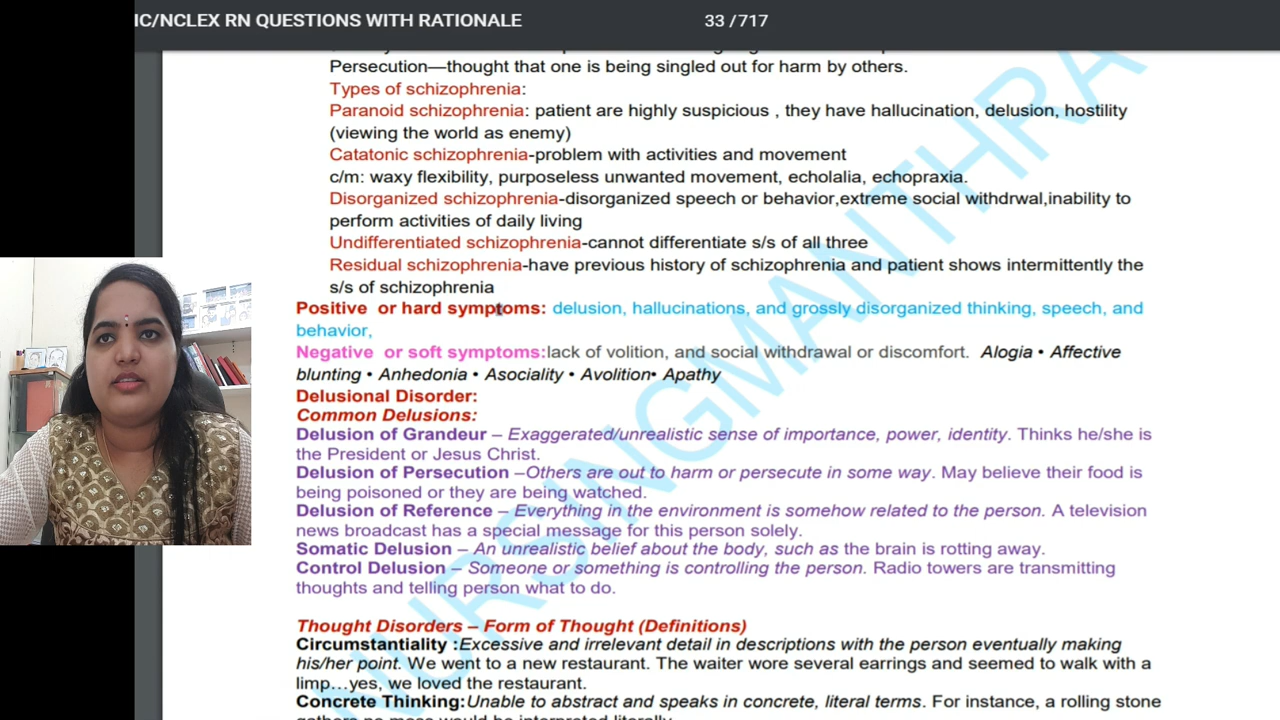 IC/NCLEX RN QUESTIONS WITH RATIONALE
33 / 717
Persecution—thought that one is being singled out for harm by others.
Types of schizophrenia:
Paranoid schizophrenia: patient are highly suspicious , they have hallucination, delusion, hostility
(viewing the world as enemy)
Catatonic schizophrenia-problem with activities and movement
c/m: waxy flexibility, purposeless unwanted movement, echolalia, echopraxia.
Disorganized schizophrenia-disorganized speech or behavior,extreme social withdrwal,inability to
perform activities of daily living
Undifferentiated schizophrenia-cannot differentiate s/s of all three
Residual schizophrenia-have previous history of schizophrenia and patient shows intermittently the
s/s of schizophrenia
Positive or hard symptoms: delusion, hallucinations, and grossly disorganized thinking, speech, and
behavior,
Negative or soft symptoms:lack of volition, and social withdrawal or discomfort. Alogia • Affective
blunting • Anhedonia • Asociality • Avolition• Apathy
Delusional Disorder:
Common Delusions:
Delusion of Grandeur – Exaggerated/unrealistic sense of importance, power, identity. Thinks he/she is
the President or Jesus Christ.
Delusion of Persecution –Others are out to harm or persecute in some way. May believe their food is
being poisoned or they are being watched.
Delusion of Reference – Everything in the environment is somehow related to the person. A television
news broadcast has a special message for this person solely.
Somatic Delusion – An unrealistic belief about the body, such as the brain is rotting away.
Control Delusion – Someone or something is controlling the person. Radio towers are transmitting
thoughts and telling person what to do.
Thought Disorders – Form of Thought (Definitions)
Circumstantiality :Excessive and irrelevant detail in descriptions with the person eventually making
his/her point. We went to a new restaurant. The waiter wore several earrings and seemed to walk with a
limp…yes, we loved the restaurant.
Concrete Thinking:Unable to abstract and speaks in concrete, literal terms. For instance, a rolling stone
gathers no moss would be interpreted literally.
NURSINGMANTHRA